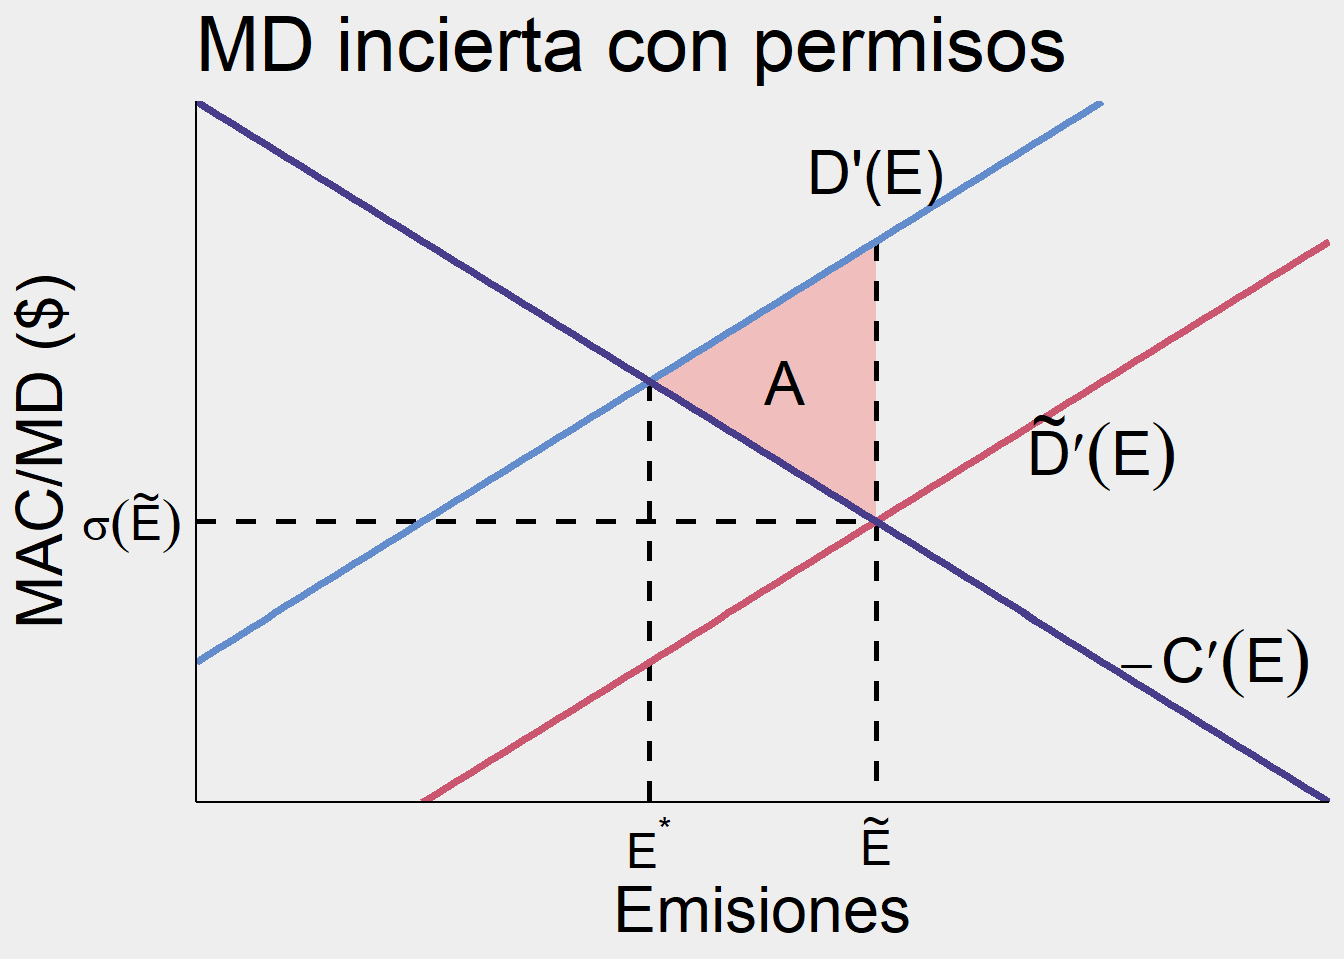 MD incierta con permisos
MAC/MD ($)
D'(E)
A
D̃′(E)
σ(Ẽ)
−C′(E)
E*
Ẽ
Emisiones